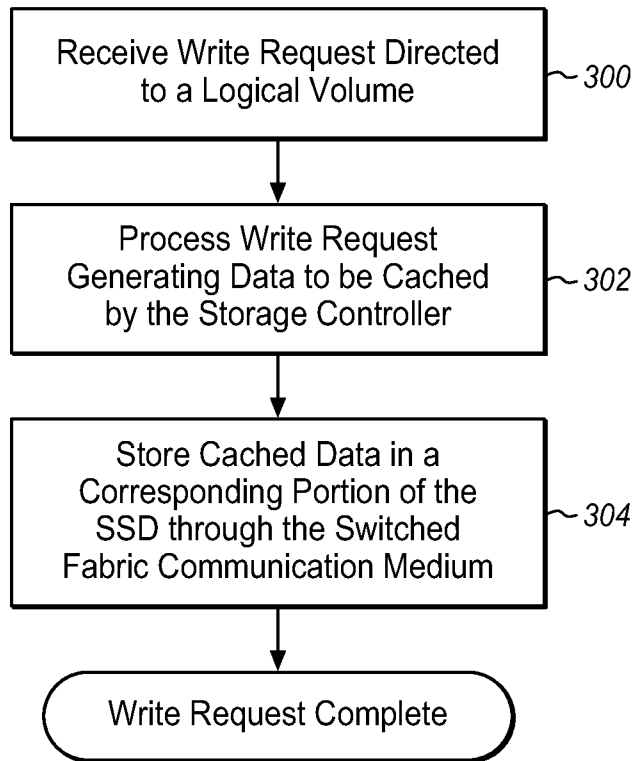 Receive Write Request Directed
to a Logical Volume
300
Process Write Request
Generating Data to be Cached
by the Storage Controller
302
Store Cached Data in a
Corresponding Portion of the
SSD through the Switched
Fabric Communication Medium
304
Write Request Complete